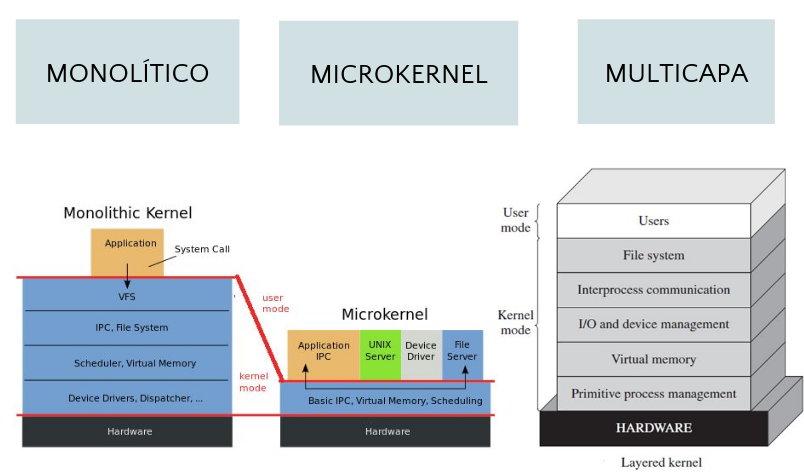 MONOLÍTICO
MICROKERNEL
MULTICAPA
Monolithic Kernel
Application
System Call
VFS
IPC, File System
Scheduler, Virtual Memory
Device Drivers, Dispatcher, ...
Hardware
user
mode
kernel
mode
Microkernel
Application
IPC
UNIX
Server
Device
Driver
File
Server
Basic IPC, Virtual Memory, Scheduling
Hardware
User
mode
Kernel
mode
Users
File system
Interprocess communication
I/O and device management
Virtual memory
Primitive process management
HARDWARE
Layered kernel